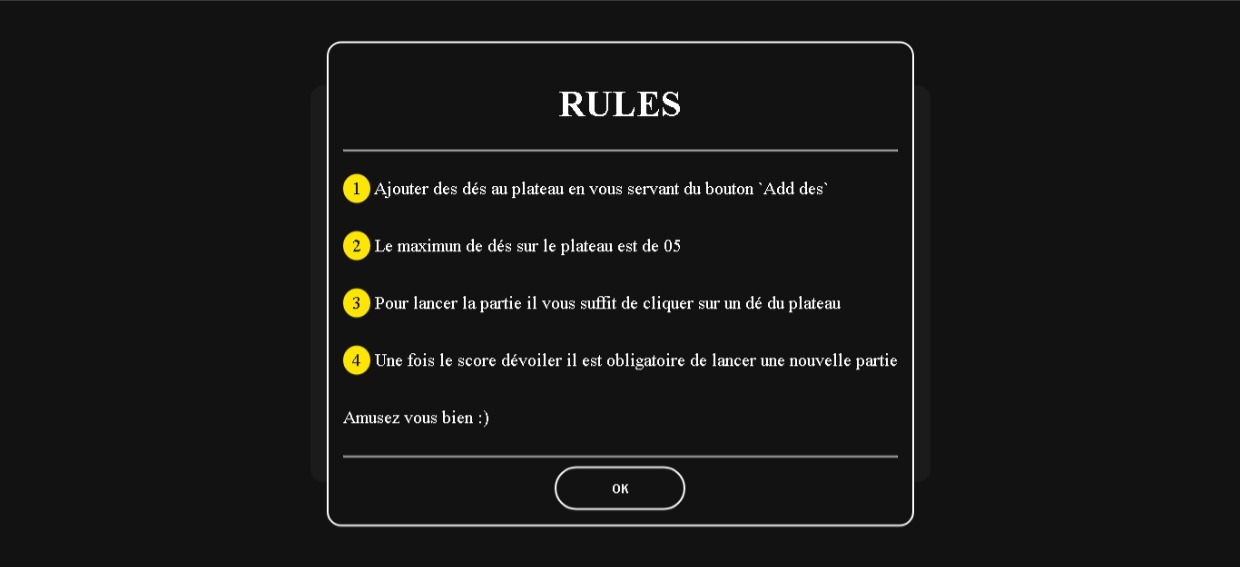 RULES
1 Ajouter des dés au plateau en vous servant du bouton `Add des`
2 Le maximun de dés sur le plateau est de 05
3 Pour lancer la partie il vous suffit de cliquer sur un dé du plateau
4 Une fois le score dévoiler il est obligatoire de lancer une nouvelle partie
Amusez vous bien :)
OK